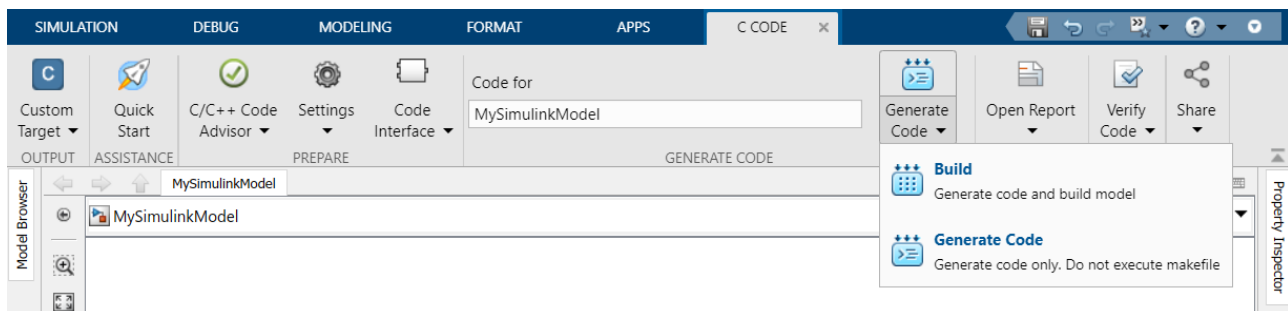 SIMULATION DEBUG MODELING FORMAT APPS C CODE
C
Custom Target
Quick Start
C/C++ Code Advisor
Settings
Code Interface
Code for
MySimulinkModel
Generate Code
Open Report
Verify Code
Share
OUTPUT ASSISTANCE PREPARE GENERATE CODE
Build
Generate code and build model
Generate Code
Generate code only. Do not execute makefile
Model Browser
MySimulinkModel
MySimulinkModel
Property Inspector